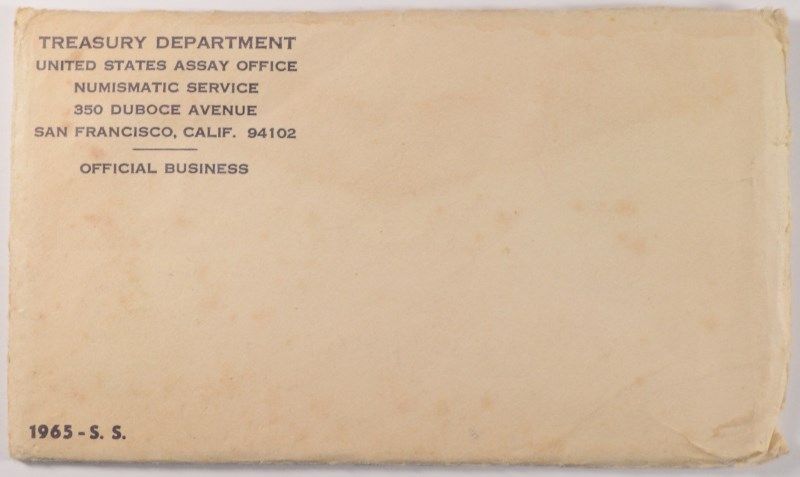 TREASURY DEPARTMENT
UNITED STATES ASSAY OFFICE
NUMISMATIC SERVICE
350 DUBOCE AVENUE
SAN FRANCISCO, CALIF. 94102
OFFICIAL BUSINESS
1965 - S. S.